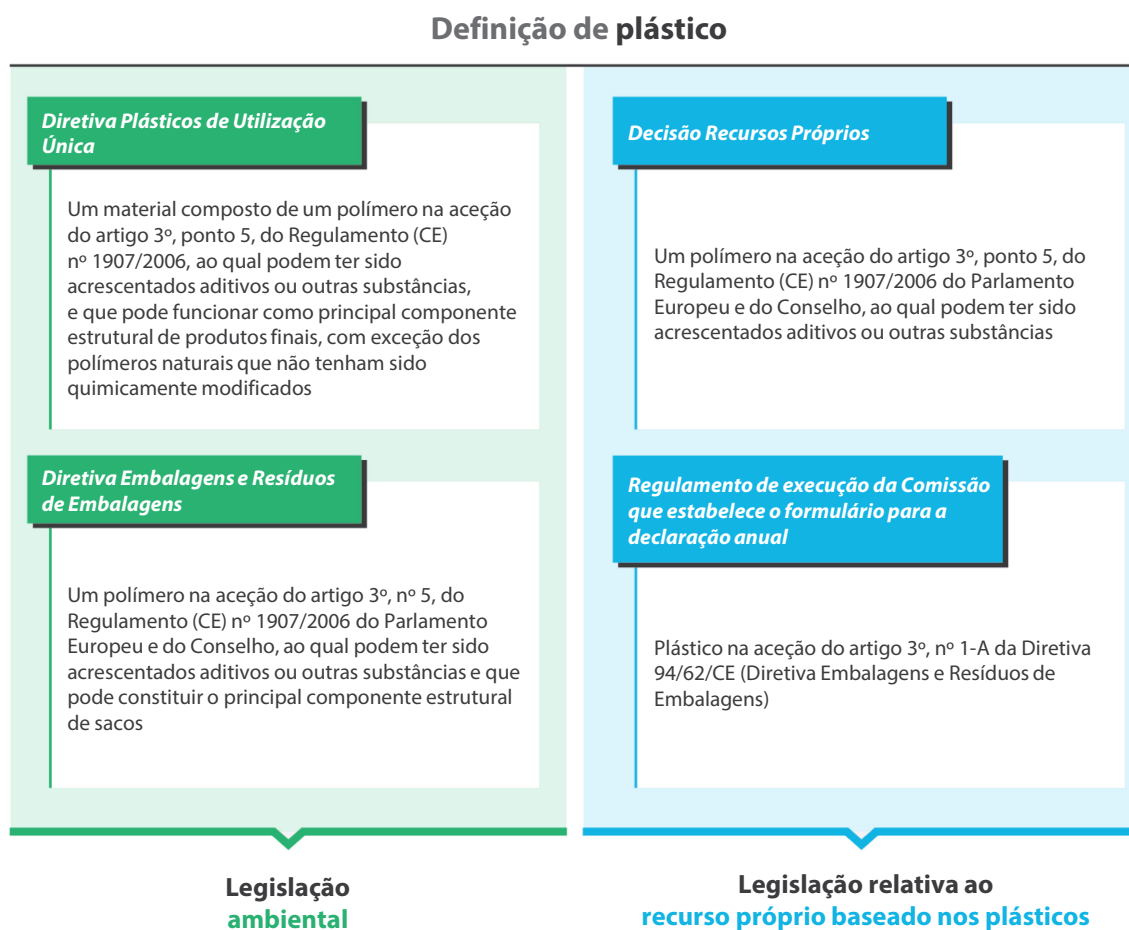 Definição de plástico
Diretiva Plásticos de Utilização
Única
Um material composto de um polímero na aceção
do artigo 3º, ponto 5, do Regulamento (CE)
nº 1907/2006, ao qual podem ter sido
acrescentados aditivos ou outras substâncias,
e que pode funcionar como principal componente
estrutural de produtos finais, com exceção dos
polímeros naturais que não tenham sido
quimicamente modificados
Diretiva Embalagens e Resíduos
de Embalagens
Um polímero na aceção do artigo 3º, nº 5, do
Regulamento (CE) nº 1907/2006 do Parlamento
Europeu e do Conselho, ao qual podem ter sido
acrescentados aditivos ou outras substâncias e que
pode constituir o principal componente estrutural
de sacos
Legislação
ambiental
Decisão Recursos Próprios
Um polímero na aceção do artigo 3º, ponto 5, do
Regulamento (CE) nº 1907/2006 do Parlamento
Europeu e do Conselho, ao qual podem ter sido
acrescentados aditivos ou outras substâncias
Regulamento de execução da Comissão
que estabelece o formulário para a
declaração anual
Plástico na aceção do artigo 3º, nº 1-A da Diretiva
94/62/CE (Diretiva Embalagens e Resíduos de
Embalagens)
Legislação relativa ao
recurso próprio baseado nos plásticos